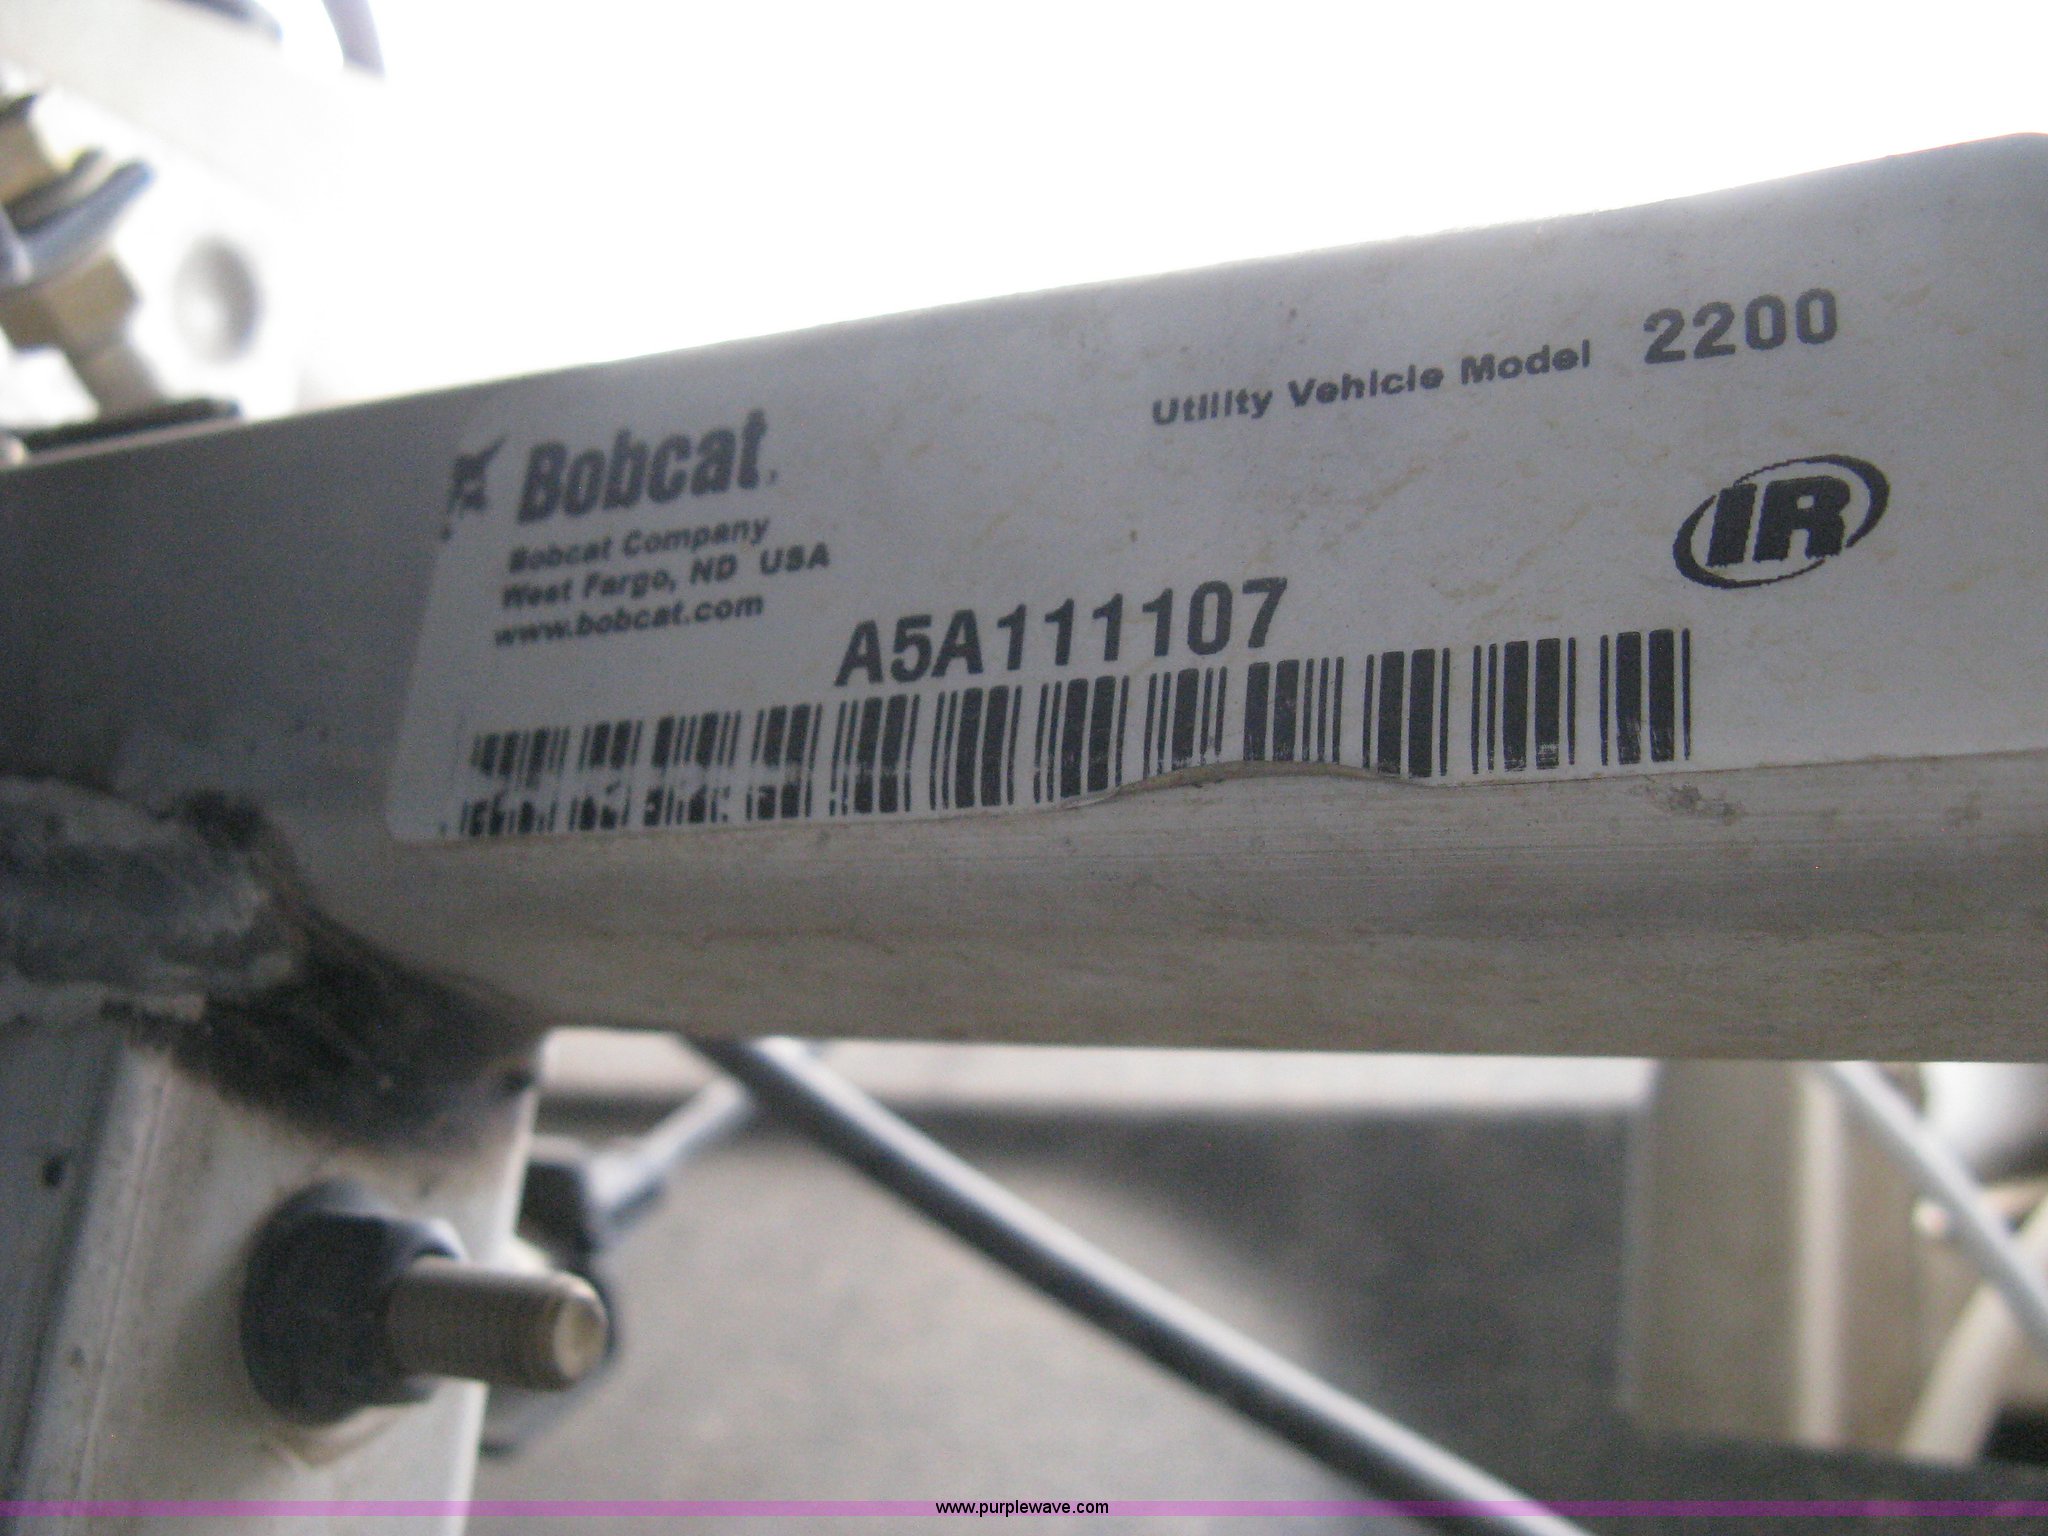 Utility Vehicle Model 2200
Bobcat
IR
Bobcat Company
West Fargo, ND USA
www.bobcat.com
A5A111107
www.purplewave.com